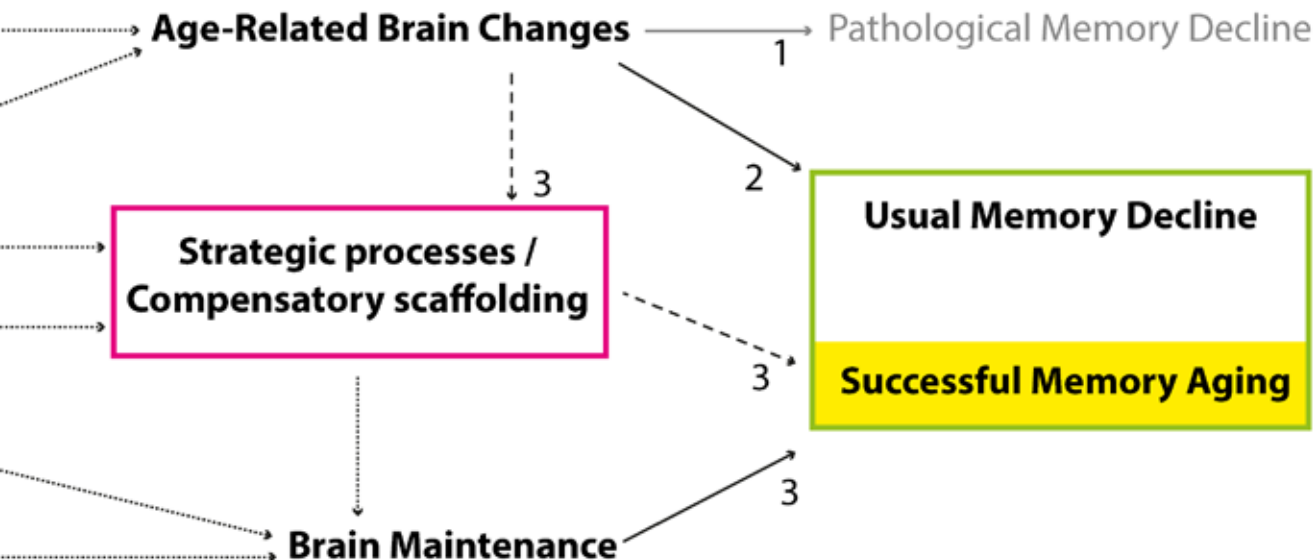 Age-Related Brain Changes
Pathological Memory Decline
1
2
3
Usual Memory Decline
Strategic processes /
Compensatory scaffolding
3
Successful Memory Aging
3
Brain Maintenance